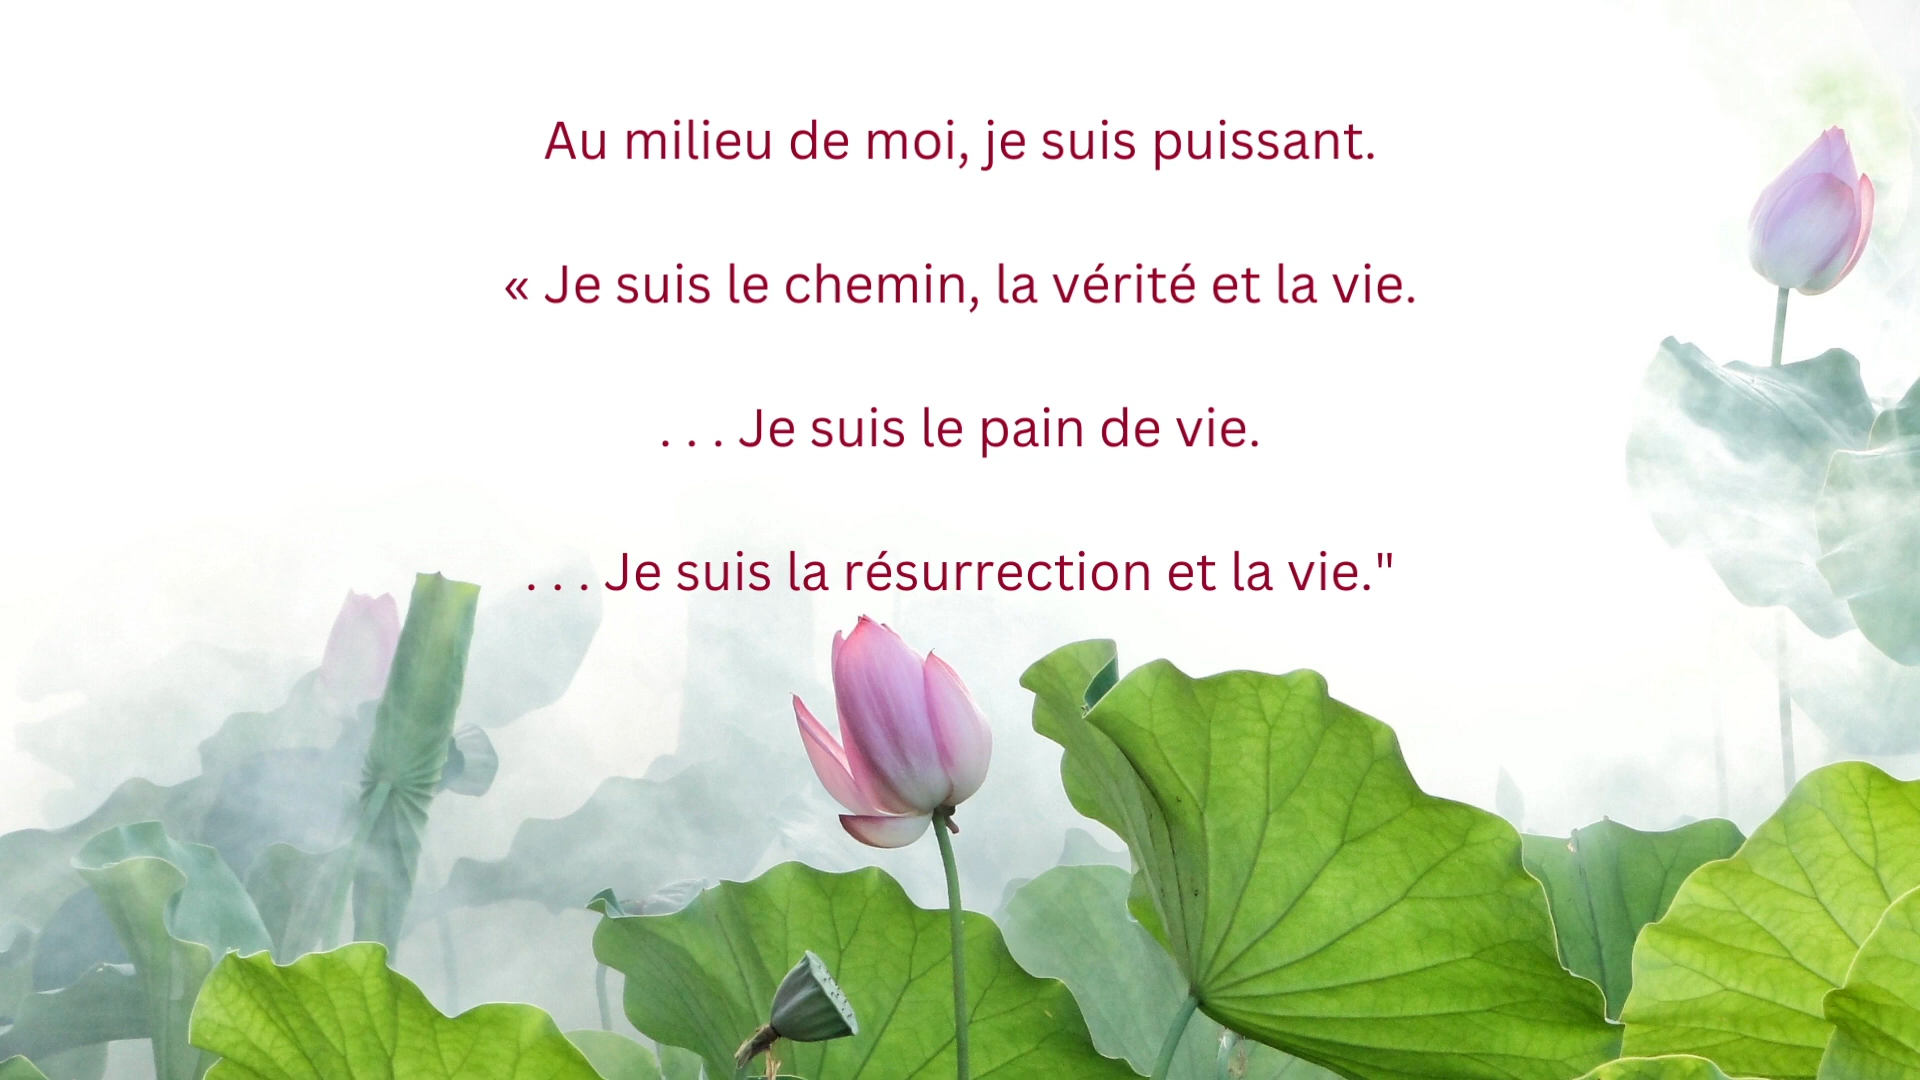 Au milieu de moi, je suis puissant.
« Je suis le chemin, la vérité et la vie.
. . . Je suis le pain de vie.
. . . Je suis la résurrection et la vie."